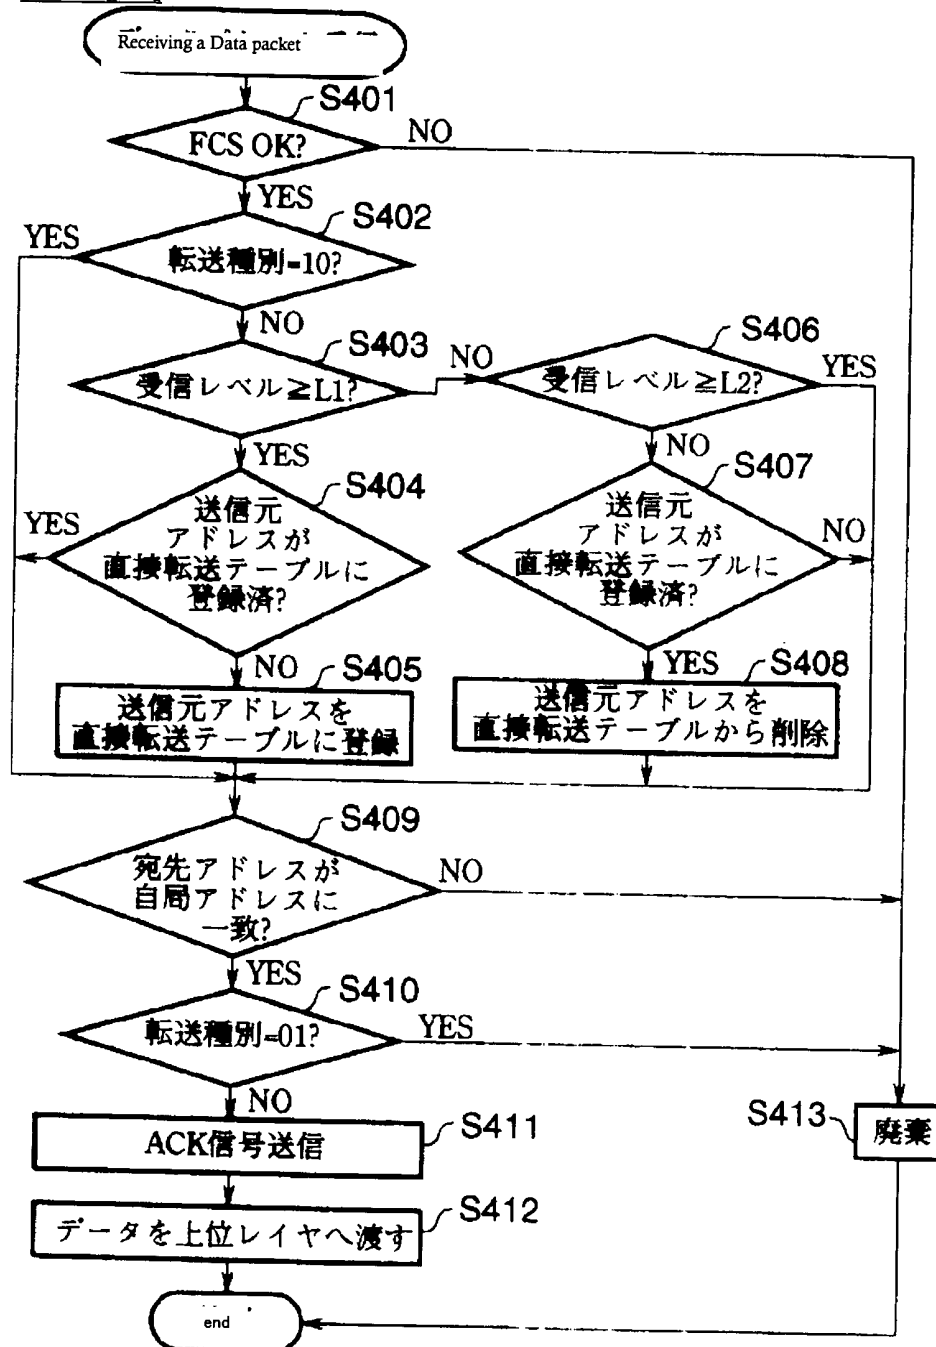 Receiving a Data packet
S401
FCS OK?
NO
YES
S402
YES
転送種別=10?
NO
S403
受信レベル≧L1?
NO
S406
受信レベル≧L2?
YES
YES
NO
S404
YES
送信元
アドレスが
直接転送テーブルに
登録済?
S407
送信元
アドレスが
直接転送テーブルに
登録済?
NO
NO
S405
送信元アドレスを
直接転送テーブルに登録
YES
S408
送信元アドレスを
直接転送テーブルから削除
S409
宛先アドレスが
自局アドレスに
一致?
NO
YES
S410
転送種別=01?
YES
NO
S411
ACK信号送信
S413
廃棄
S412
データを上位レイヤへ渡す
end